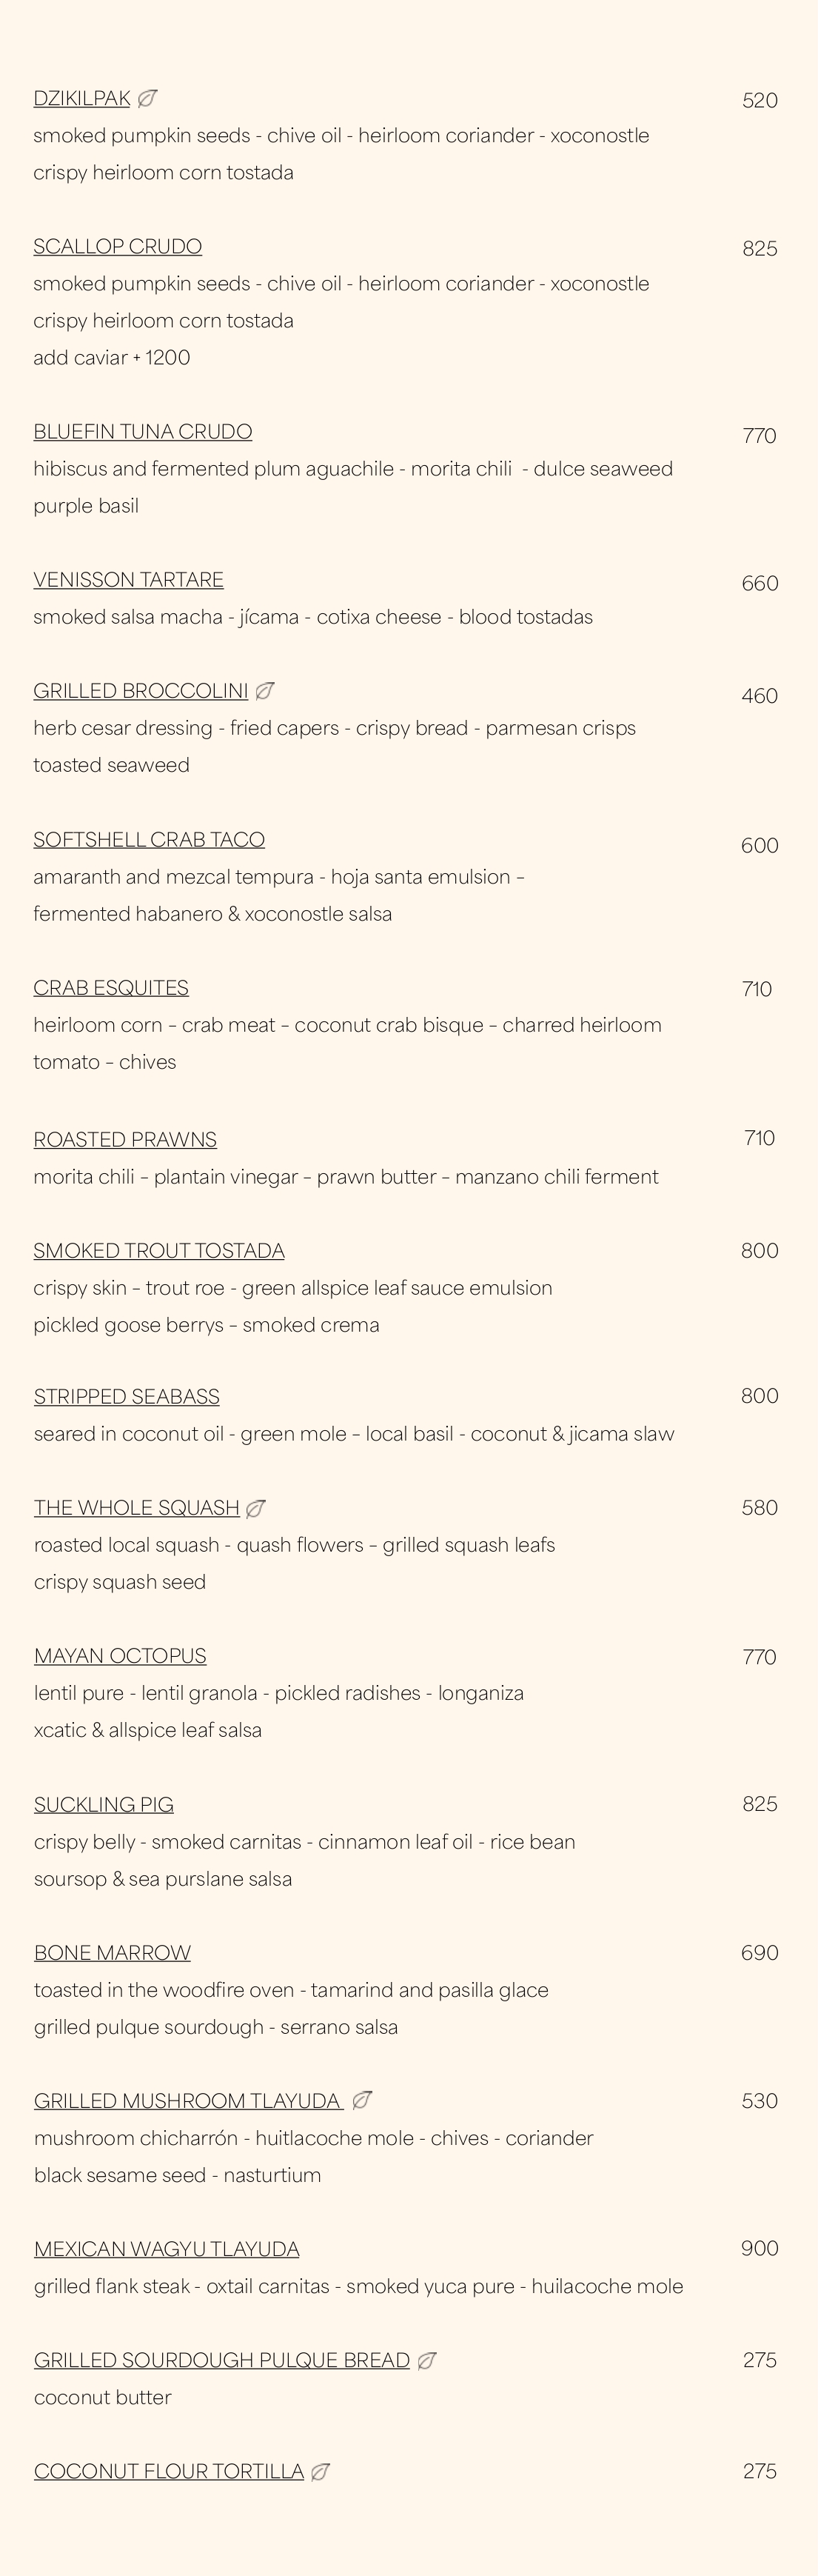 DZIKILPAK 520
smoked pumpkin seeds - chive oil - heirloom coriander - xoconostle
crispy heirloom corn tostada
SCALLOP CRUDO 825
smoked pumpkin seeds - chive oil - heirloom coriander - xoconostle
crispy heirloom corn tostada
add caviar + 1200
BLUEFIN TUNA CRUDO 770
hibiscus and fermented plum aguachile - morita chili - dulce seaweed
purple basil
VENISSON TARTARE 660
smoked salsa macha - jícama - cotixa cheese - blood tostadas
GRILLED BROCCOLINI 460
herb cesar dressing - fried capers - crispy bread - parmesan crisps
toasted seaweed
SOFTSHELL CRAB TACO 600
amaranth and mezcal tempura - hoja santa emulsion –
fermented habanero & xoconostle salsa
CRAB ESQUITES 710
heirloom corn – crab meat – coconut crab bisque – charred heirloom
tomato – chives
ROASTED PRAWNS 710
morita chili – plantain vinegar – prawn butter – manzano chili ferment
SMOKED TROUT TOSTADA 800
crispy skin – trout roe - green allspice leaf sauce emulsion
pickled goose berrys – smoked crema
STRIPPED SEABASS 800
seared in coconut oil - green mole – local basil - coconut & jicama slaw
THE WHOLE SQUASH 580
roasted local squash - quash flowers – grilled squash leafs
crispy squash seed
MAYAN OCTOPUS 770
lentil pure - lentil granola - pickled radishes - longaniza
xcatic & allspice leaf salsa
SUCKLING PIG 825
crispy belly - smoked carnitas - cinnamon leaf oil - rice bean
soursop & sea purslane salsa
BONE MARROW 690
toasted in the woodfire oven - tamarind and pasilla glace
grilled pulque sourdough - serrano salsa
GRILLED MUSHROOM TLAYUDA 530
mushroom chicharrón - huitlacoche mole - chives - coriander
black sesame seed - nasturtium
MEXICAN WAGYU TLAYUDA 900
grilled flank steak - oxtail carnitas - smoked yuca pure - huilacoche mole
GRILLED SOURDOUGH PULQUE BREAD 275
coconut butter
COCONUT FLOUR TORTILLA 275